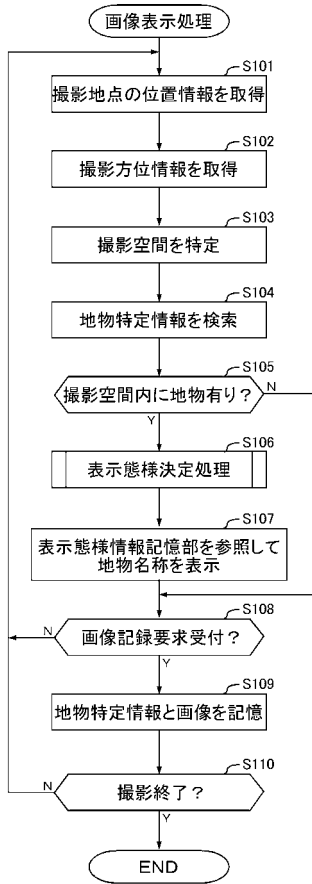 画像表示処理
S101
撮影地点の位置情報を取得
S102
撮影方位情報を取得
S103
撮影空間を特定
S104
地物特定情報を検索
S105
撮影空間内に地物有り?
N
Y
S106
表示態様決定処理
S107
表示態様情報記憶部を参照して
地物名称を表示
S108
N
画像記録要求受付?
Y
S109
地物特定情報と画像を記憶
S110
N
撮影終了?
Y
END